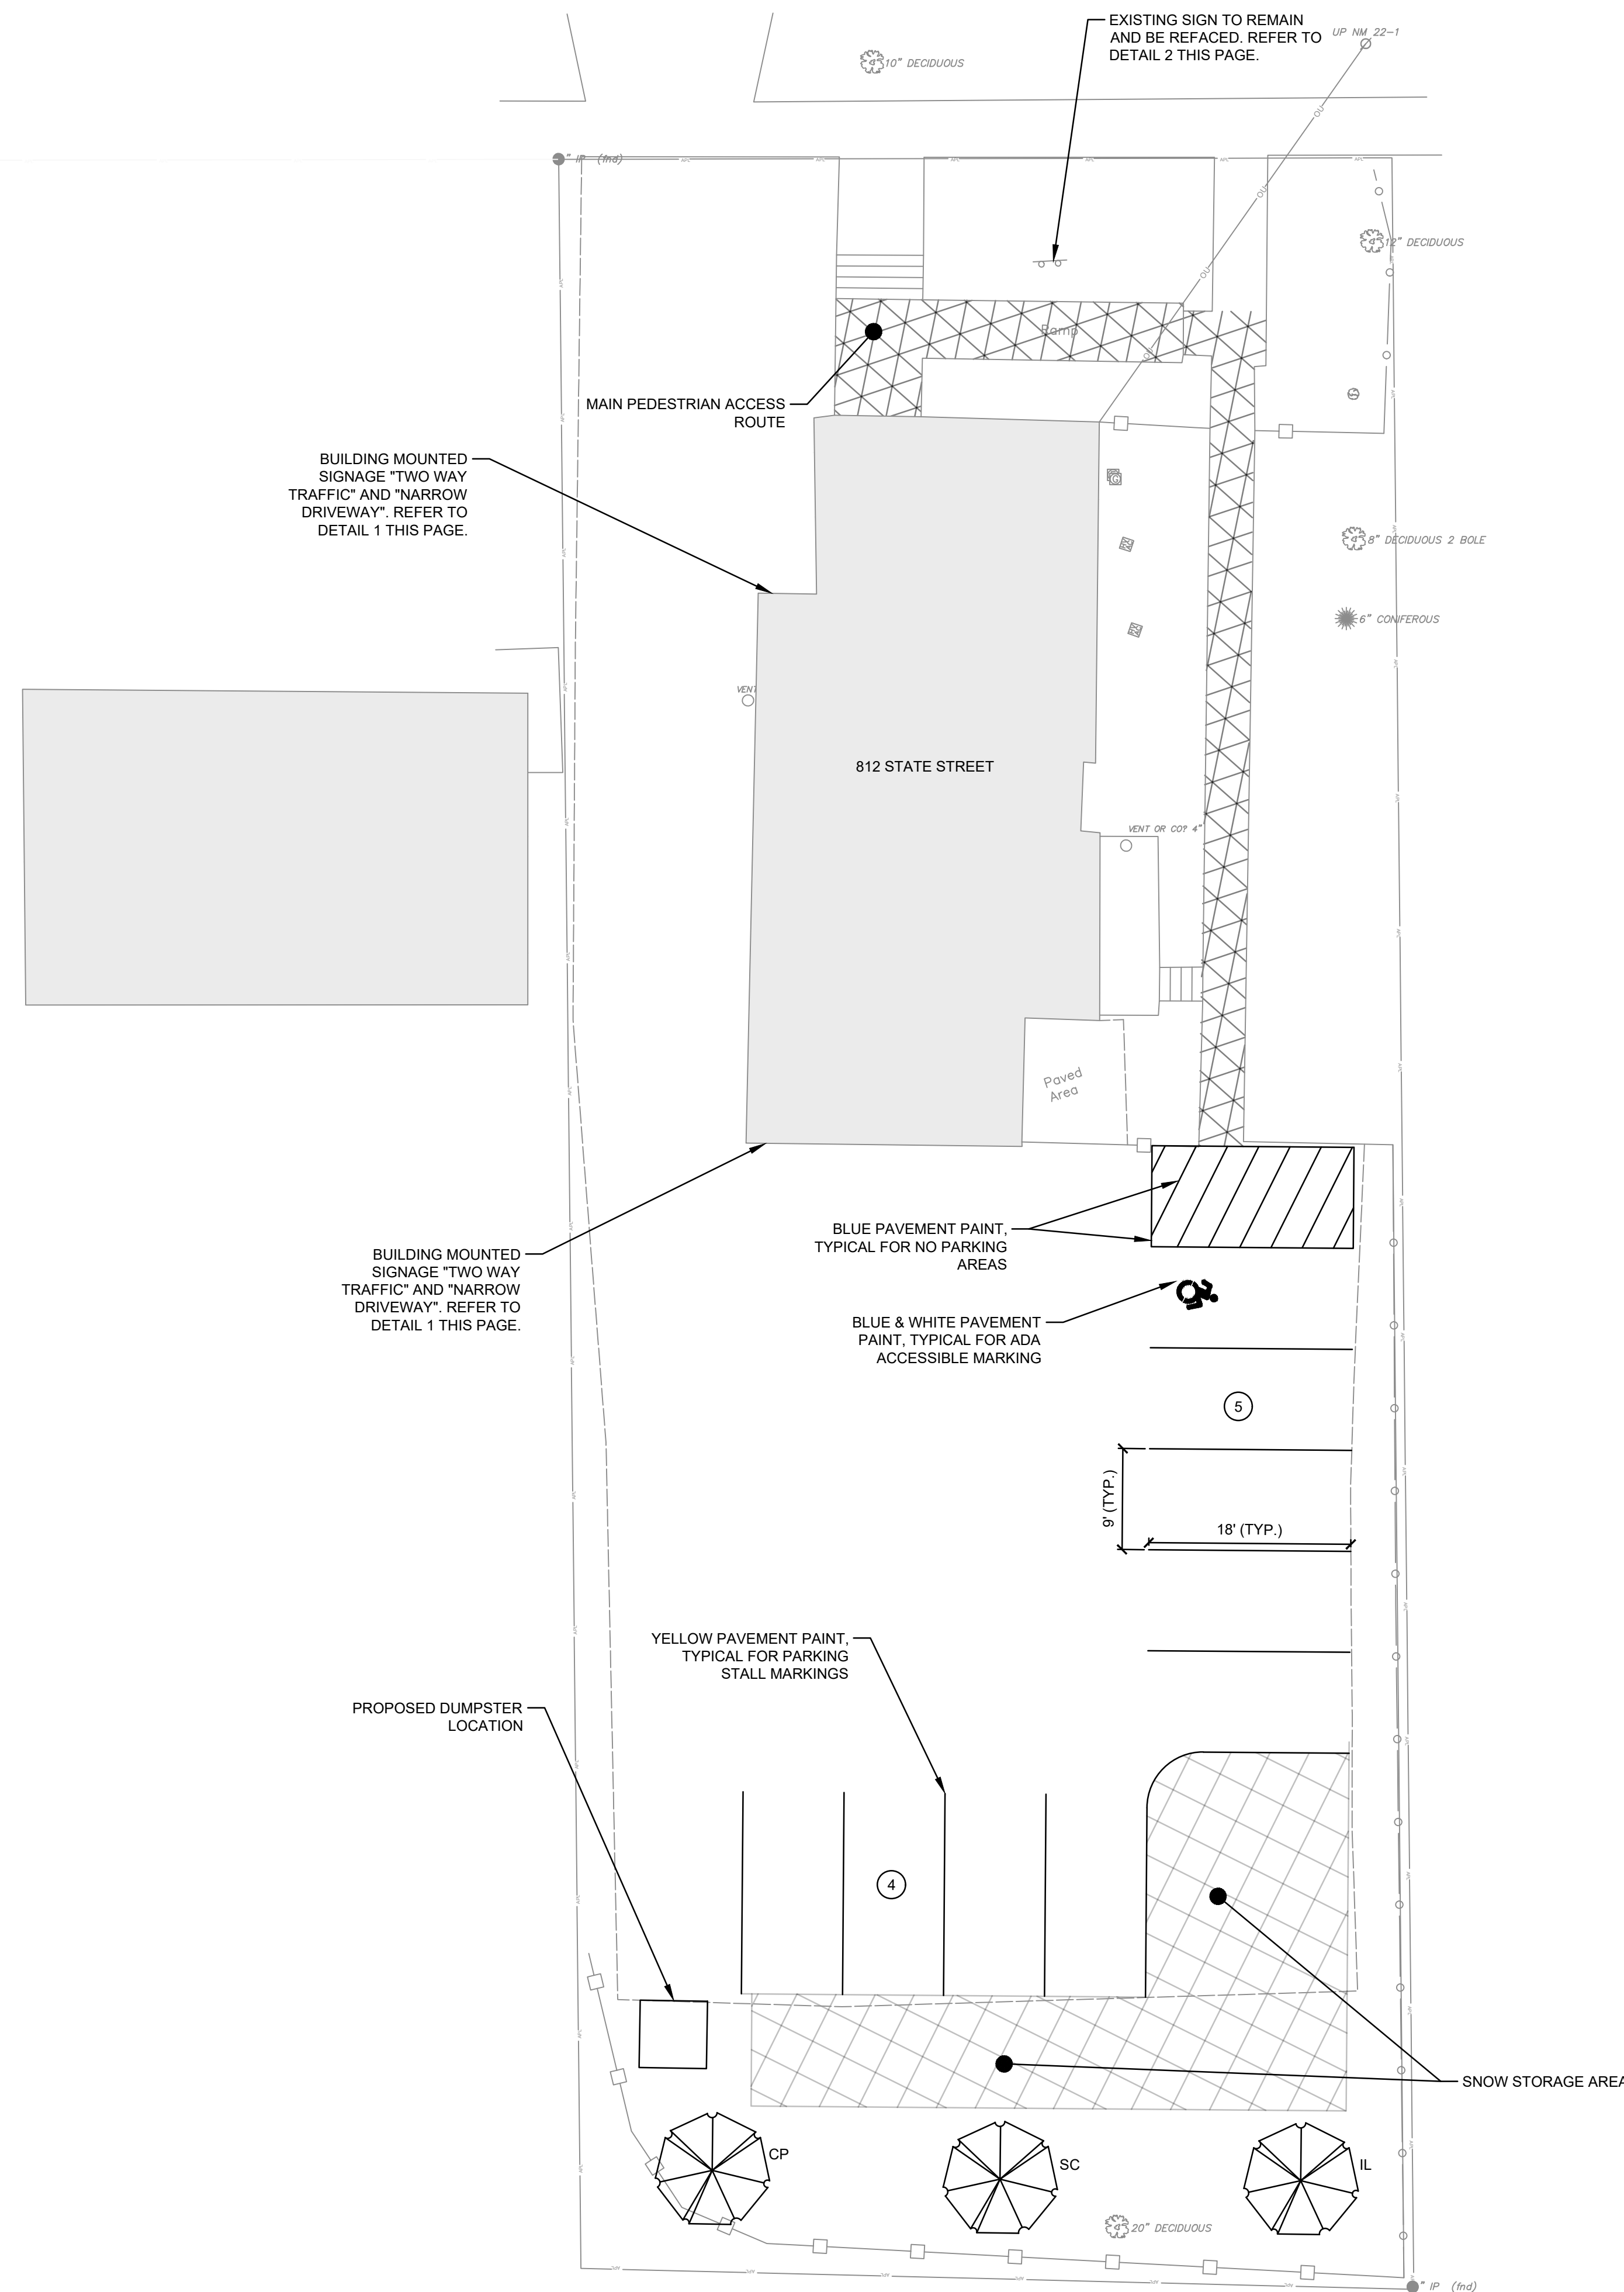 EXISTING SIGN TO REMAIN
AND BE REFACED. REFER TO
DETAIL 2 THIS PAGE.
UP NM 22-1
10" DECIDUOUS
OU
" IP (fnd)
OU
12" DECIDUOUS
OU
Ramp
OU
MAIN PEDESTRIAN ACCESS
ROUTE
BUILDING MOUNTED
SIGNAGE "TWO WAY
TRAFFIC" AND "NARROW
DRIVEWAY". REFER TO
DETAIL 1 THIS PAGE.
S
G
8" DECIDUOUS 2 BOLE
6" CONIFEROUS
VENT
812 STATE STREET
VENT OR CO? 4"
Paved
Area
BLUE PAVEMENT PAINT,
TYPICAL FOR NO PARKING
AREAS
BUILDING MOUNTED
SIGNAGE "TWO WAY
TRAFFIC" AND "NARROW
DRIVEWAY". REFER TO
DETAIL 1 THIS PAGE.
BLUE & WHITE PAVEMENT
PAINT, TYPICAL FOR ADA
ACCESSIBLE MARKING
5
9' (TYP.)
18' (TYP.)
YELLOW PAVEMENT PAINT,
TYPICAL FOR PARKING
STALL MARKINGS
PROPOSED DUMPSTER
LOCATION
4
SNOW STORAGE AREA
CP
SC
IL
20" DECIDUOUS
" IP (fnd)